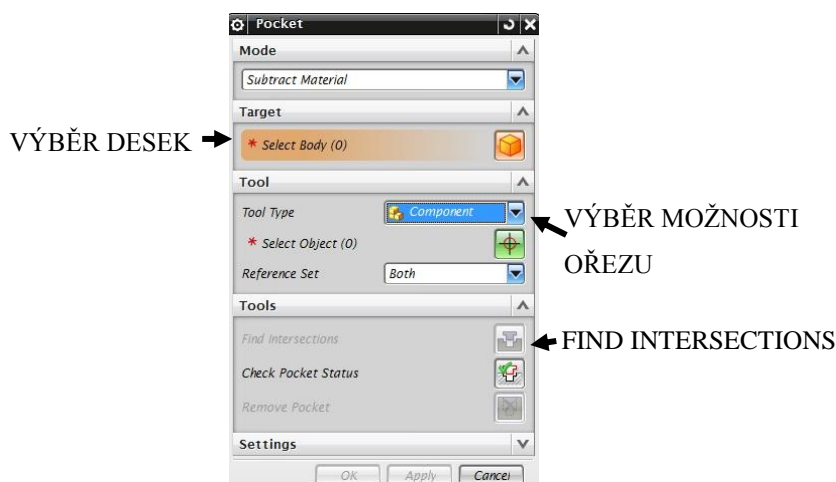 Pocket
Mode
Subtract Material
Target
VÝBĚR DESEK
* Select Body (0)
Tool
Tool Type Component
VÝBĚR MOŽNOSTI
OŘEZU
* Select Object (0)
Reference Set Both
Tools
Find Intersections
FIND INTERSECTIONS
Check Pocket Status
Remove Pocket
Settings
OK Apply Cancel